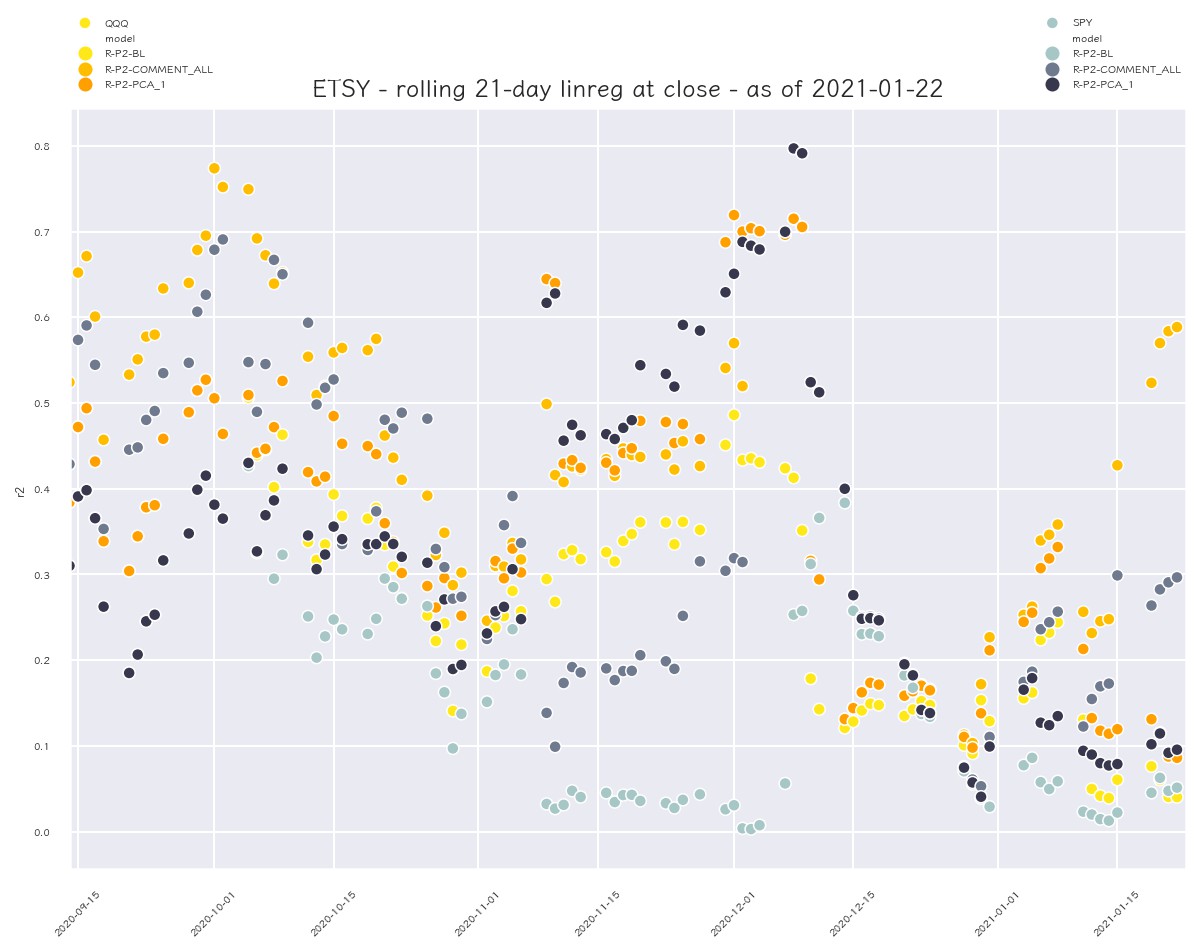 QQQ
model
R-P2-BL
R-P2-COMMENT_ALL
R-P2-PCA_1
SPY
model
R-P2-BL
R-P2-COMMENT_ALL
R-P2-PCA_1
ETSY - rolling 21-day linreg at close - as of 2021-01-22
0.8
0.7
0.6
0.5
0.4
0.3
0.2
0.1
0.0
r2
2020-09-15
2020-10-01
2020-10-15
2020-11-01
2020-11-15
2020-12-01
2020-12-15
2021-01-01
2021-01-15